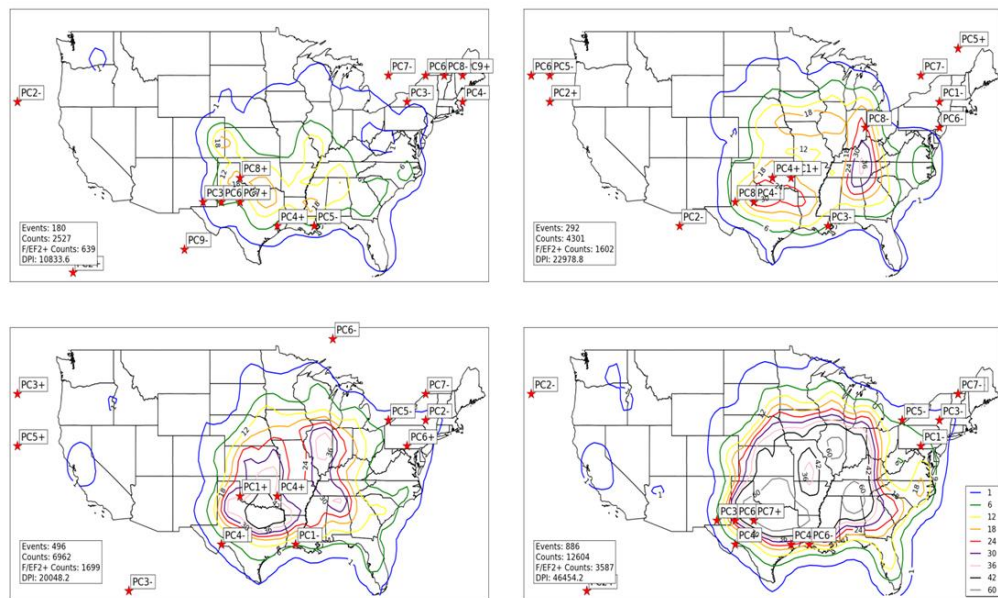 PC7-
PC6
PC8-
C9+
PC2-
PC3-
PC4-
PC8+
PC3
PC6
PC7+
PC4+
PC5-
PC9-
Events: 180
Counts: 2527
F/EF2+ Counts: 639
DPI: 10833.6
PC5+
PC6
PC5-
PC7-
PC2+
PC1-
PC8-
PC6-
PC4+
C1+
PC8
PC4-
PC2-
PC3-
Events: 292
Counts: 4301
F/EF2+ Counts: 1602
DPI: 22978.8
PC6-
PC3+
PC7-
PC5-
PC2-
PC5+
PC6+
PC1+
PC4+
PC4-
PC1-
Events: 496
Counts: 6962
F/EF2+ Counts: 1699
DPI: 20048.2
PC3-
PC2-
PC7-
PC5-
PC3-
PC1-
PC3
PC6
PC7+
PC4
PC4
PC6-
Events: 886
Counts: 12604
F/EF2+ Counts: 3587
DPI: 46454.2
1
6
12
18
24
30
36
42
60